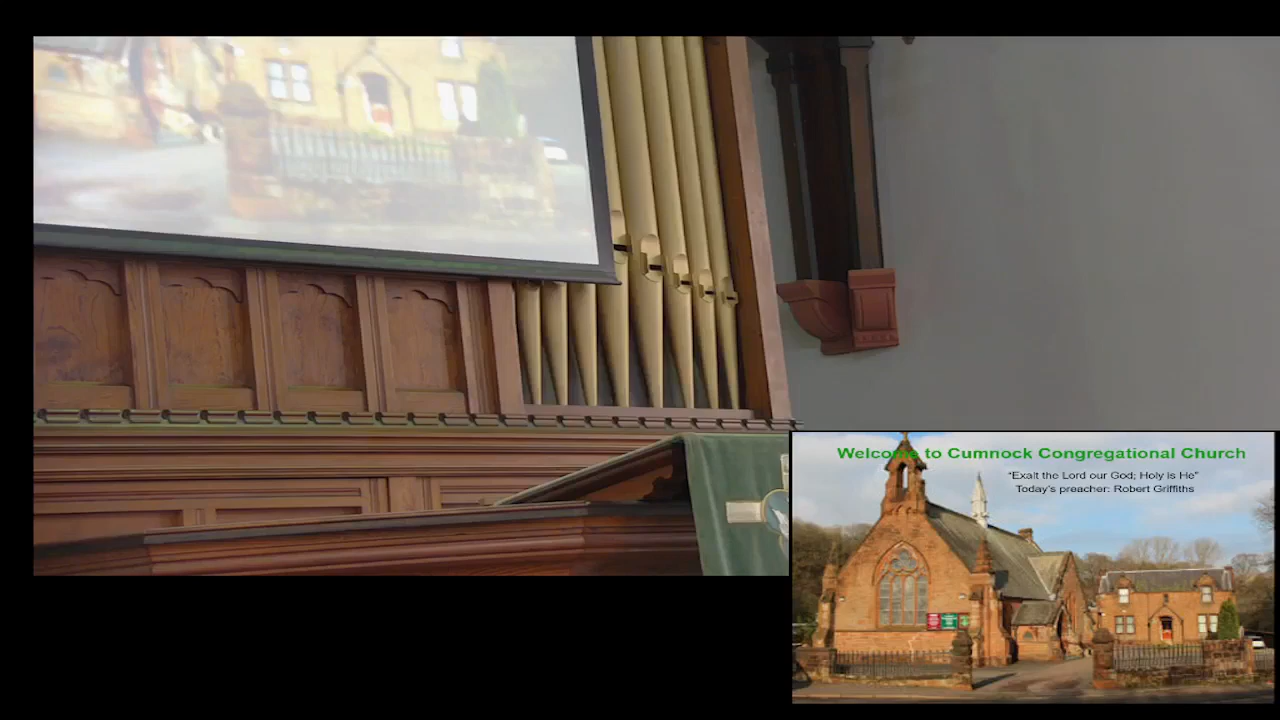 Welcome to Cumnock Congregational Church
“Exalt the Lord our God; Holy is He”
Today's preacher: Robert Griffiths